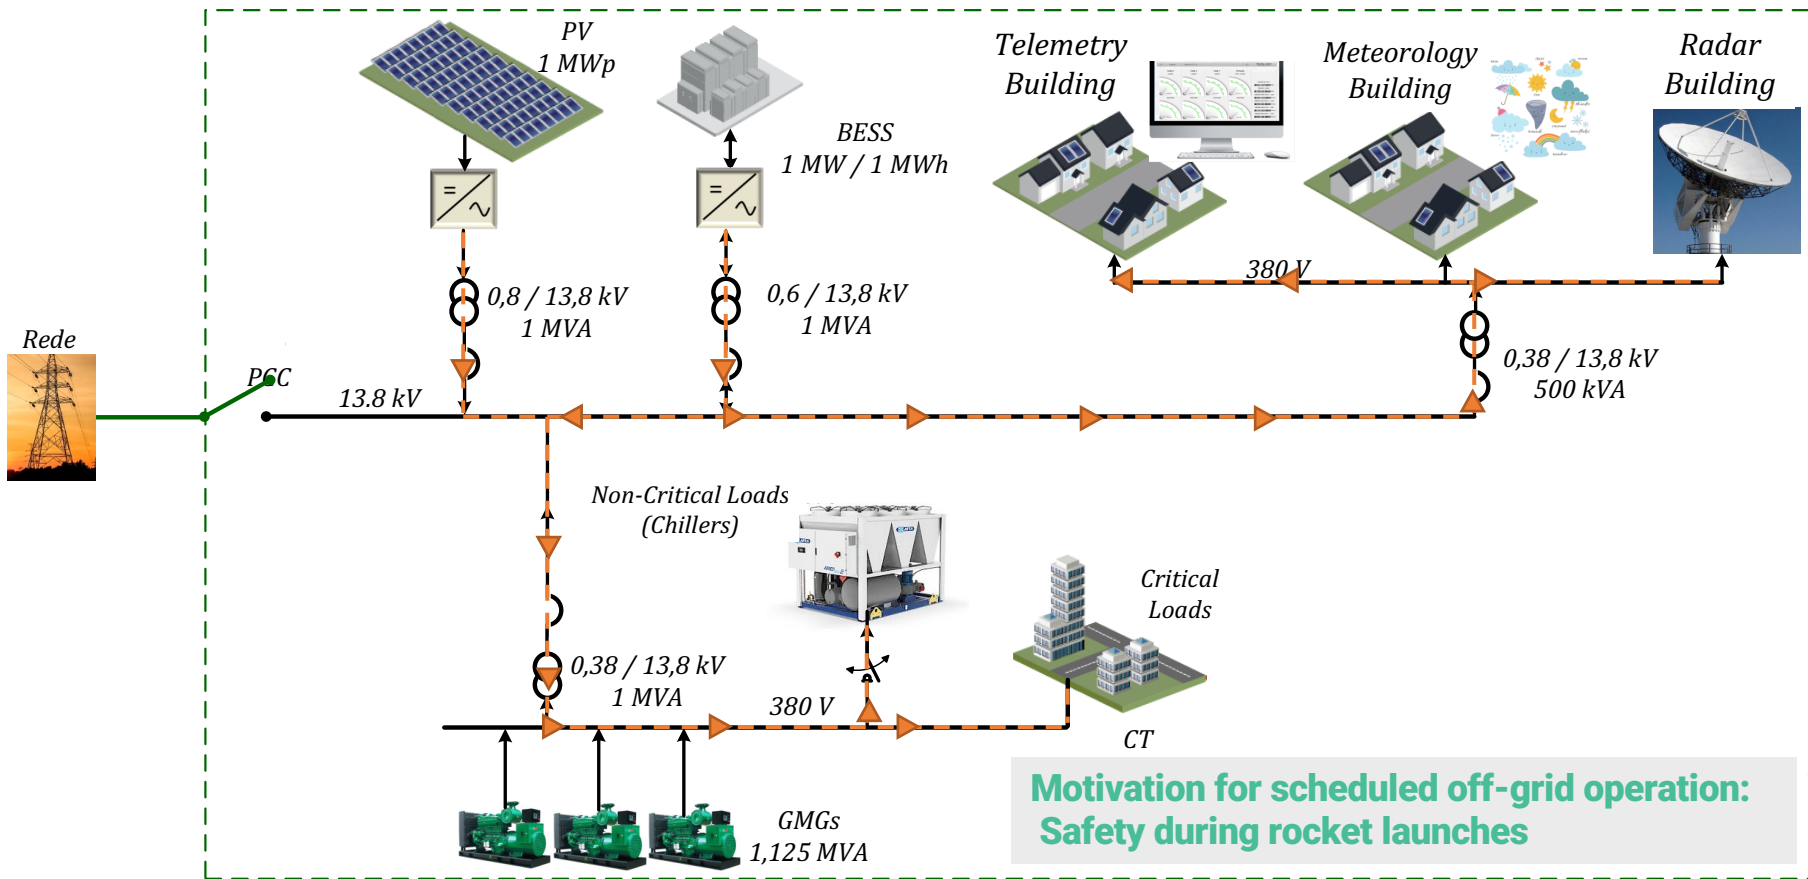 PV
1 MWp
BESS
1 MW / 1 MWh
Telemetry
Building
Meteorology
Building
Radar
Building
0,8 / 13,8 kV
1 MVA
0,6 / 13,8 kV
1 MVA
380 V
0,38 / 13,8 kV
500 kVA
Rede
PCC
13.8 kV
Non-Critical Loads
(Chillers)
Critical
Loads
0,38 / 13,8 kV
1 MVA
380 V
CT
GMGs
1,125 MVA
Motivation for scheduled off-grid operation:
Safety during rocket launches